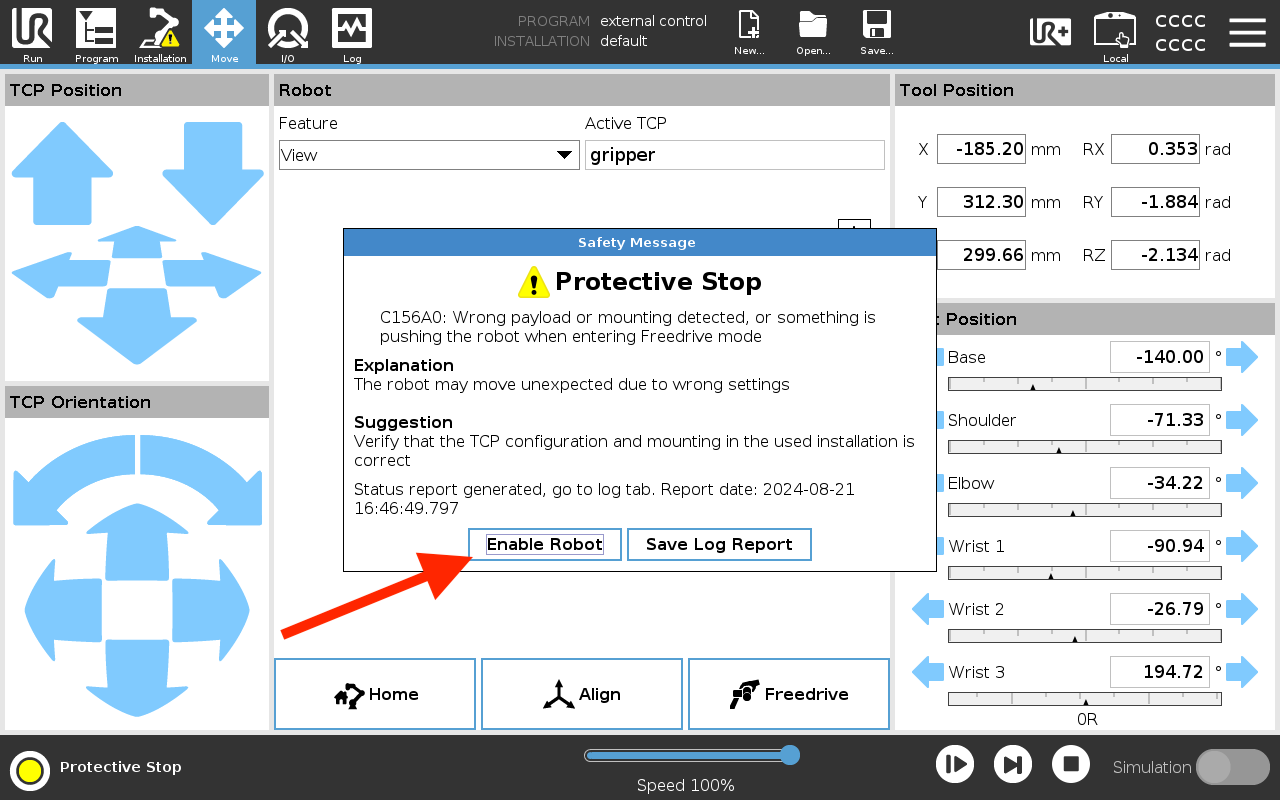 UR
Run
Program
Installation
Move
I/O
Log
PROGRAM external control
INSTALLATION default
New...
Open...
Save...
UR+
Local
CCCC
CCCC
TCP Position
TCP Orientation
Robot
Feature
View
Active TCP
gripper
Safety Message
Protective Stop
C156A0: Wrong payload or mounting detected, or something is
pushing the robot when entering Freedrive mode
Explanation
The robot may move unexpected due to wrong settings
Suggestion
Verify that the TCP configuration and mounting in the used installation is
correct
Status report generated, go to log tab. Report date: 2024-08-21
16:46:49.797
Enable Robot
Save Log Report
Home
Align
Freedrive
Tool Position
X -185.20 mm RX 0.353 rad
Y 312.30 mm RY -1.884 rad
299.66 mm RZ -2.134 rad
Position
Base -140.00 °
Shoulder -71.33 °
Elbow -34.22 °
Wrist 1 -90.94 °
Wrist 2 -26.79 °
Wrist 3 194.72 °
0R
Protective Stop
Speed 100%
Simulation